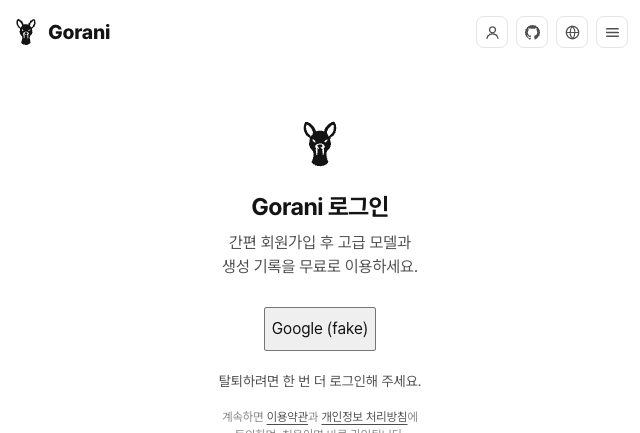 Gorani
Gorani 로그인
간편 회원가입 후 고급 모델과
생성 기록을 무료로 이용하세요.
Google (fake)
탈퇴하려면 한 번 더 로그인해 주세요.
계속하면 이용약관과 개인정보 처리방침에